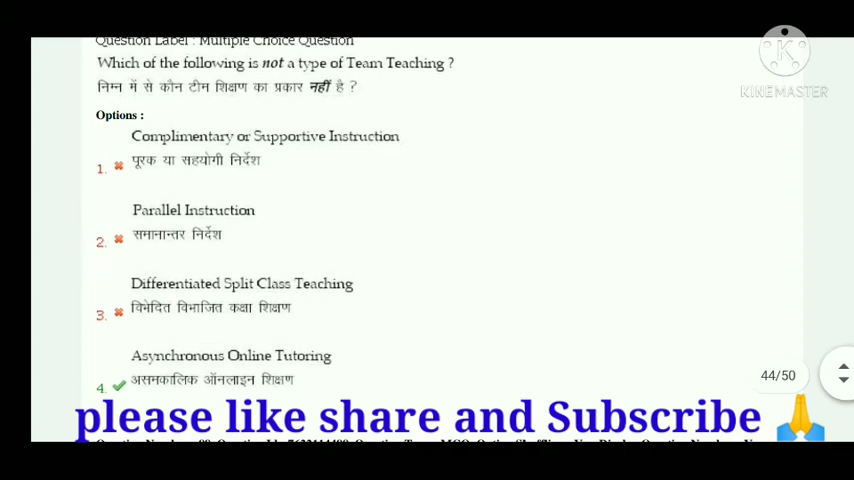 Question Label : Multiple Choice Question
KINEMASTER
Which of the following is not a type of Team Teaching ?
निम्न में से कौन टीम शिक्षण का प्रकार नहीं है ?
Options :
Complimentary or Supportive Instruction
1. पूरक या सहयोगी निर्देश
Parallel Instruction
2. समानान्तर निर्देश
Differentiated Split Class Teaching
3. विभेदित विभाजित कक्षा शिक्षण
Asynchronous Online Tutoring
4. असमकालिक ऑनलाइन शिक्षण
44/50
please like share and Subscribe 🙏